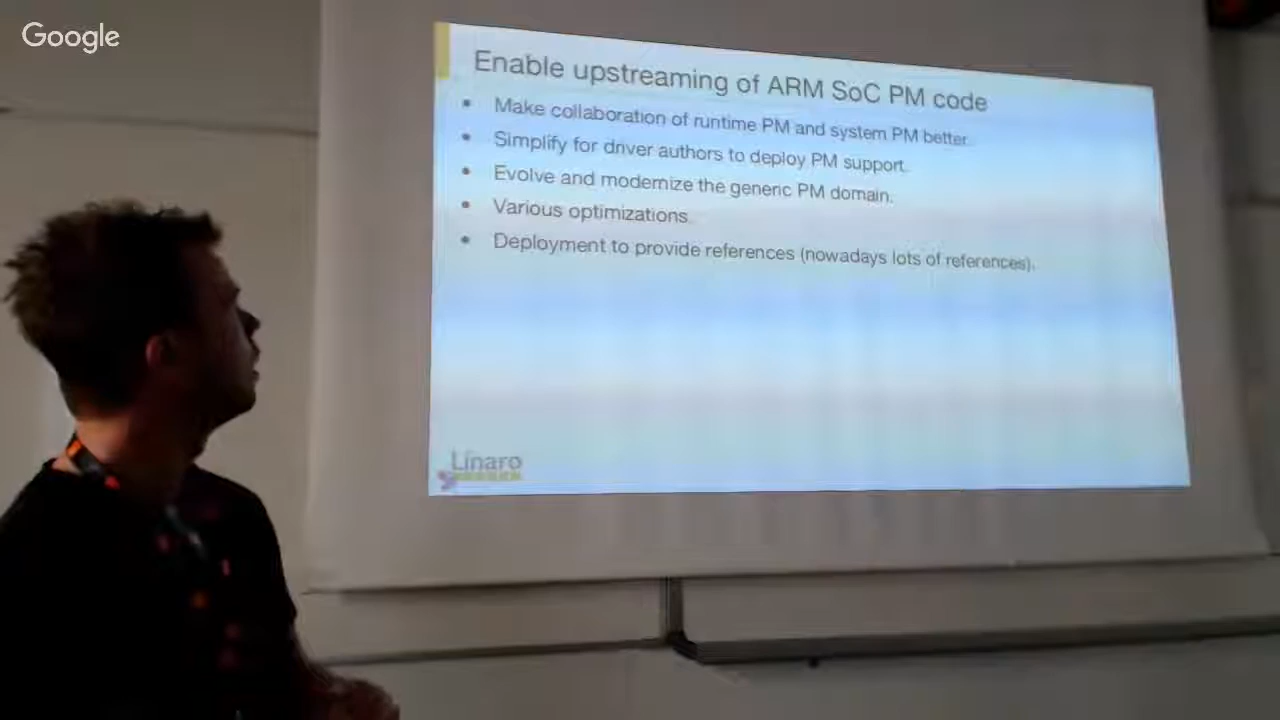 Google
Enable upstreaming of ARM SoC PM code
• Make collaboration of runtime PM and system PM better.
• Simplify for driver authors to deploy PM support.
• Evolve and modernize the generic PM domain.
• Various optimizations.
• Deployment to provide references (nowadays lots of references).
Linaro